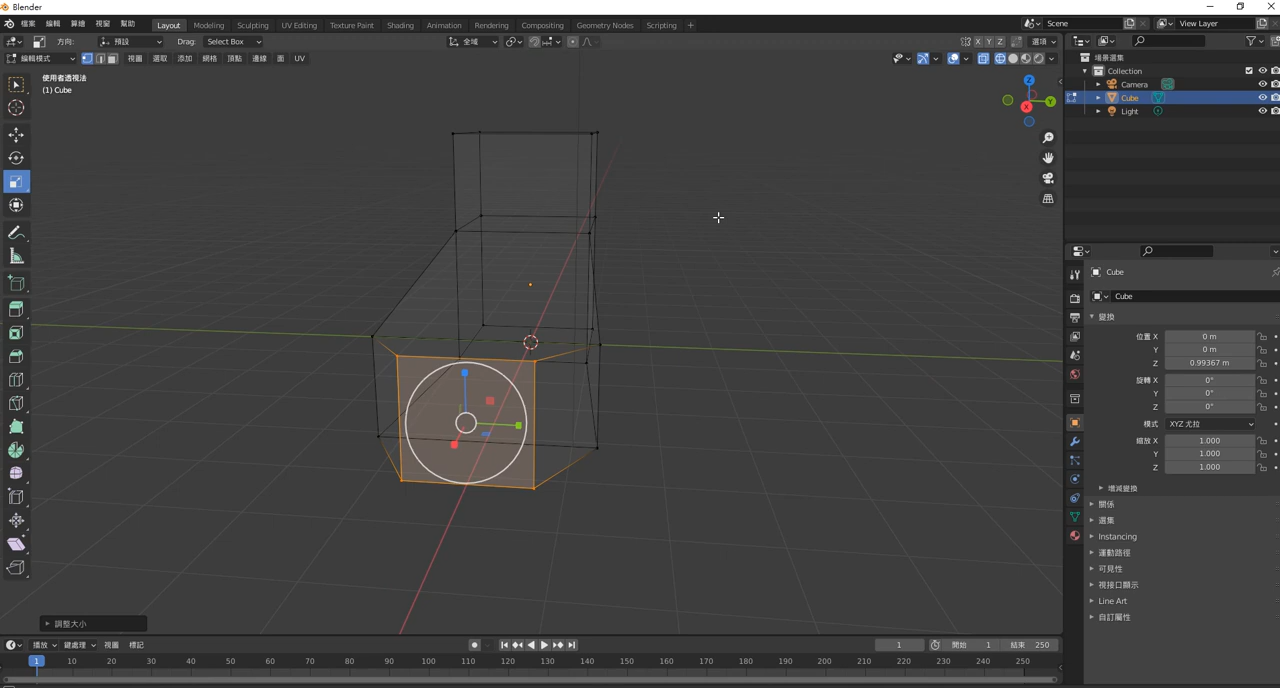 Blender
檔案 編輯 算繪 視窗 幫助 Layout Modeling Sculpting UV Editing Texture Paint Shading Animation Rendering Compositing Geometry Nodes Scripting + Scene View Layer
方向: 預設 Drag: Select Box 全域 X Y Z 選項
編輯模式 視圖 選取 添加 網格 頂點 邊線 面 UV
使用者透視法
(1) Cube
Z
Y
X
場景選集
Collection
Camera
Cube
Light
Cube
Cube
變換
位置 X 0 m
Y 0 m
Z 0.99367 m
旋轉 X 0°
Y 0°
Z 0°
模式 XYZ 尤拉
縮放 X 1.000
Y 1.000
Z 1.000
增減變換
關係
選集
Instancing
運動路徑
可見性
視接口顯示
Line Art
自訂屬性
調整大小
播放 鍵處理 視圖 標記 1 開始 1 結束 250
1 10 20 30 40 50 60 70 80 90 100 110 120 130 140 150 160 170 180 190 200 210 220 230 240 250